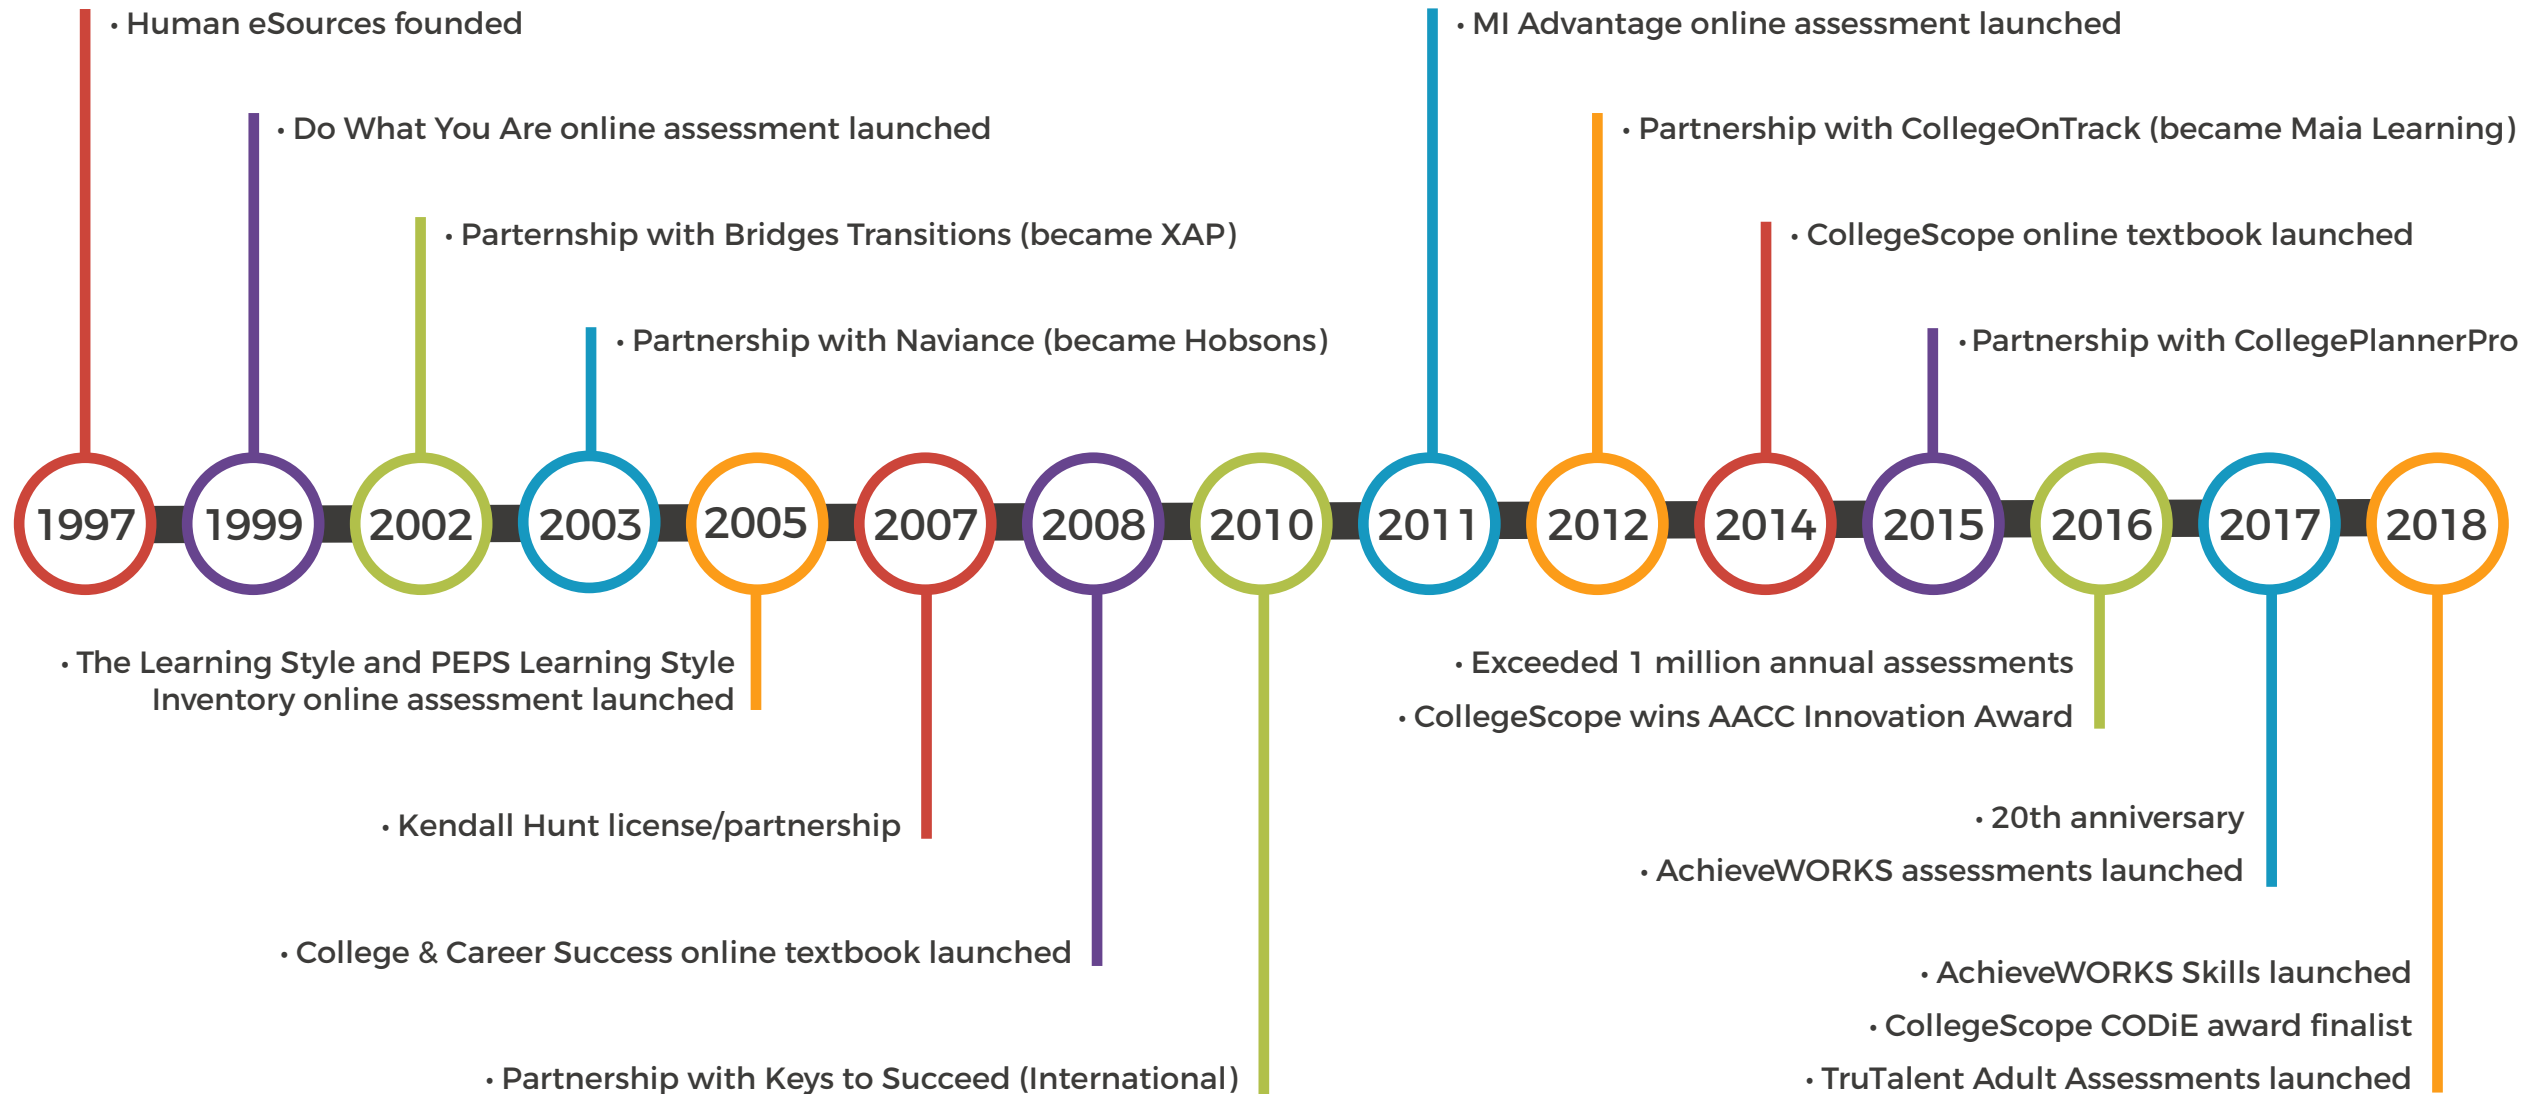 • Human eSources founded
• MI Advantage online assessment launched
• Do What You Are online assessment launched
• Partnership with CollegeOnTrack (became Maia Learning)
• Parternship with Bridges Transitions (became XAP)
• CollegeScope online textbook launched
• Partnership with Naviance (became Hobsons)
• Partnership with CollegePlannerPro
1997
1999
2002
2003
2005
2007
2008
2010
2011
2012
2014
2015
2016
2017
2018
• The Learning Style and PEPS Learning Style
Inventory online assessment launched
• Exceeded 1 million annual assessments
• CollegeScope wins AACC Innovation Award
• Kendall Hunt license/partnership
• 20th anniversary
• AchieveWORKS assessments launched
• College & Career Success online textbook launched
• AchieveWORKS Skills launched
• CollegeScope CODiE award finalist
• Partnership with Keys to Succeed (International)
• TruTalent Adult Assessments launched